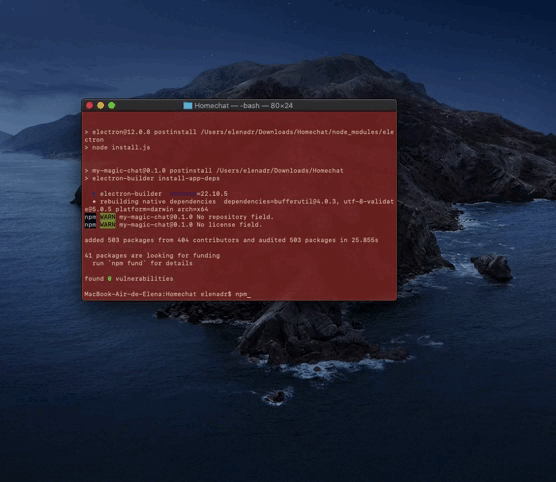 Homechat — -bash — 80×24
> electron@12.0.8 postinstall /Users/elenadr/Downloads/Homechat/node_modules/ele
ctron
> node install.js
> my-magic-chat@0.1.0 postinstall /Users/elenadr/Downloads/Homechat
> electron-builder install-app-deps
• electron-builder =22.10.5
• rebuilding native dependencies dependencies=bufferutil@4.0.3, utf-8-validat
e@5.0.5 platform=darwin arch=x64
npm WARN my-magic-chat@0.1.0 No repository field.
npm WARN my-magic-chat@0.1.0 No license field.
added 503 packages from 404 contributors and audited 503 packages in 25.855s
41 packages are looking for funding
run `npm fund` for details
found 0 vulnerabilities
MacBook-Air-de-Elena:Homechat elenadr$ npm_